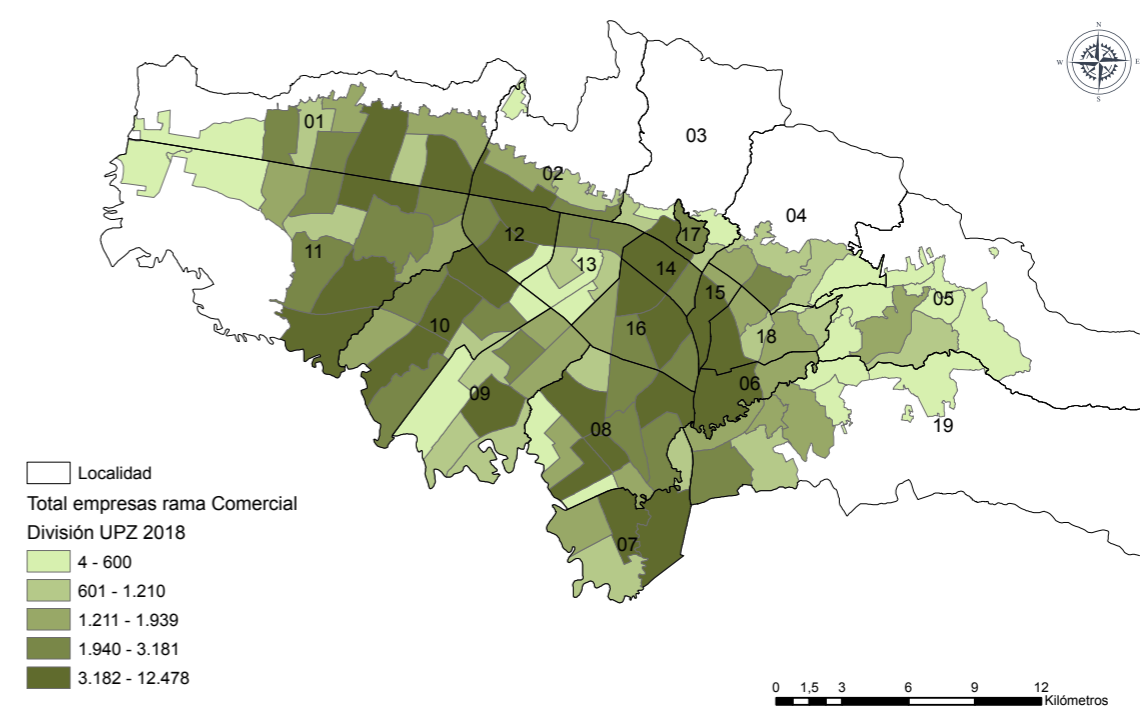 N
W E
S
01
03
02
04
17
12
11
13
14
15
05
10
16
18
06
09
19
08
07
Localidad
Total empresas rama Comercial
División UPZ 2018
4 - 600
601 - 1.210
1.211 - 1.939
1.940 - 3.181
3.182 - 12.478
0 1,5 3 6 9 12
Kilómetros